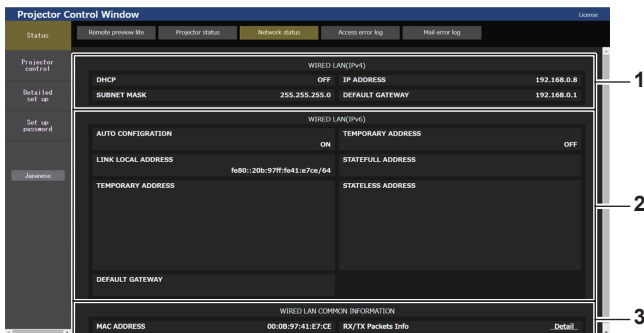 Projector Control Window
License
Status
Remote preview lite
Projector status
Network status
Access error log
Mail error log
Projector
control
Detailed
set up
Set up
password
Japanese
WIRED LAN(IPv4)
DHCP OFF IP ADDRESS 192.168.0.8
SUBNET MASK 255.255.255.0 DEFAULT GATEWAY 192.168.0.1
1
WIRED LAN(IPv6)
AUTO CONFIGRATION TEMPORARY ADDRESS
ON OFF
LINK LOCAL ADDRESS STATEFULL ADDRESS
fe80::20b:97ff:fe41:e7ce/64
TEMPORARY ADDRESS STATELESS ADDRESS
2
DEFAULT GATEWAY
WIRED LAN COMMON INFORMATION
3
MAC ADDRESS 00:0B:97:41:E7:CE RX/TX Packets Info Detail